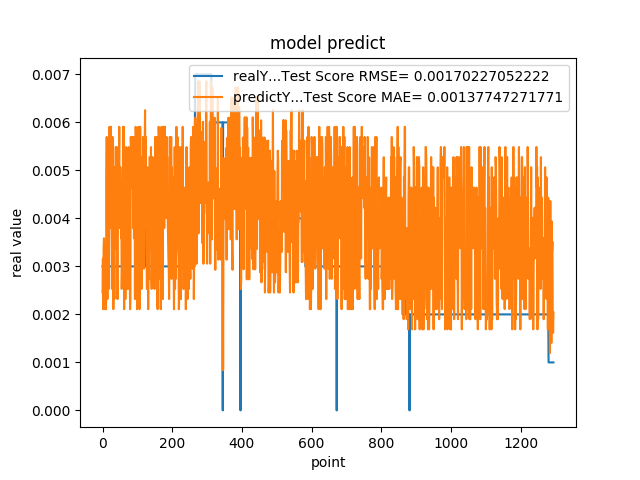 model predict
realY...Test Score RMSE= 0.00170227052222
predictY...Test Score MAE= 0.00137747271771
0.007
0.006
0.005
0.004
0.003
0.002
0.001
0.000
real value
0 200 400 600 800 1000 1200
point